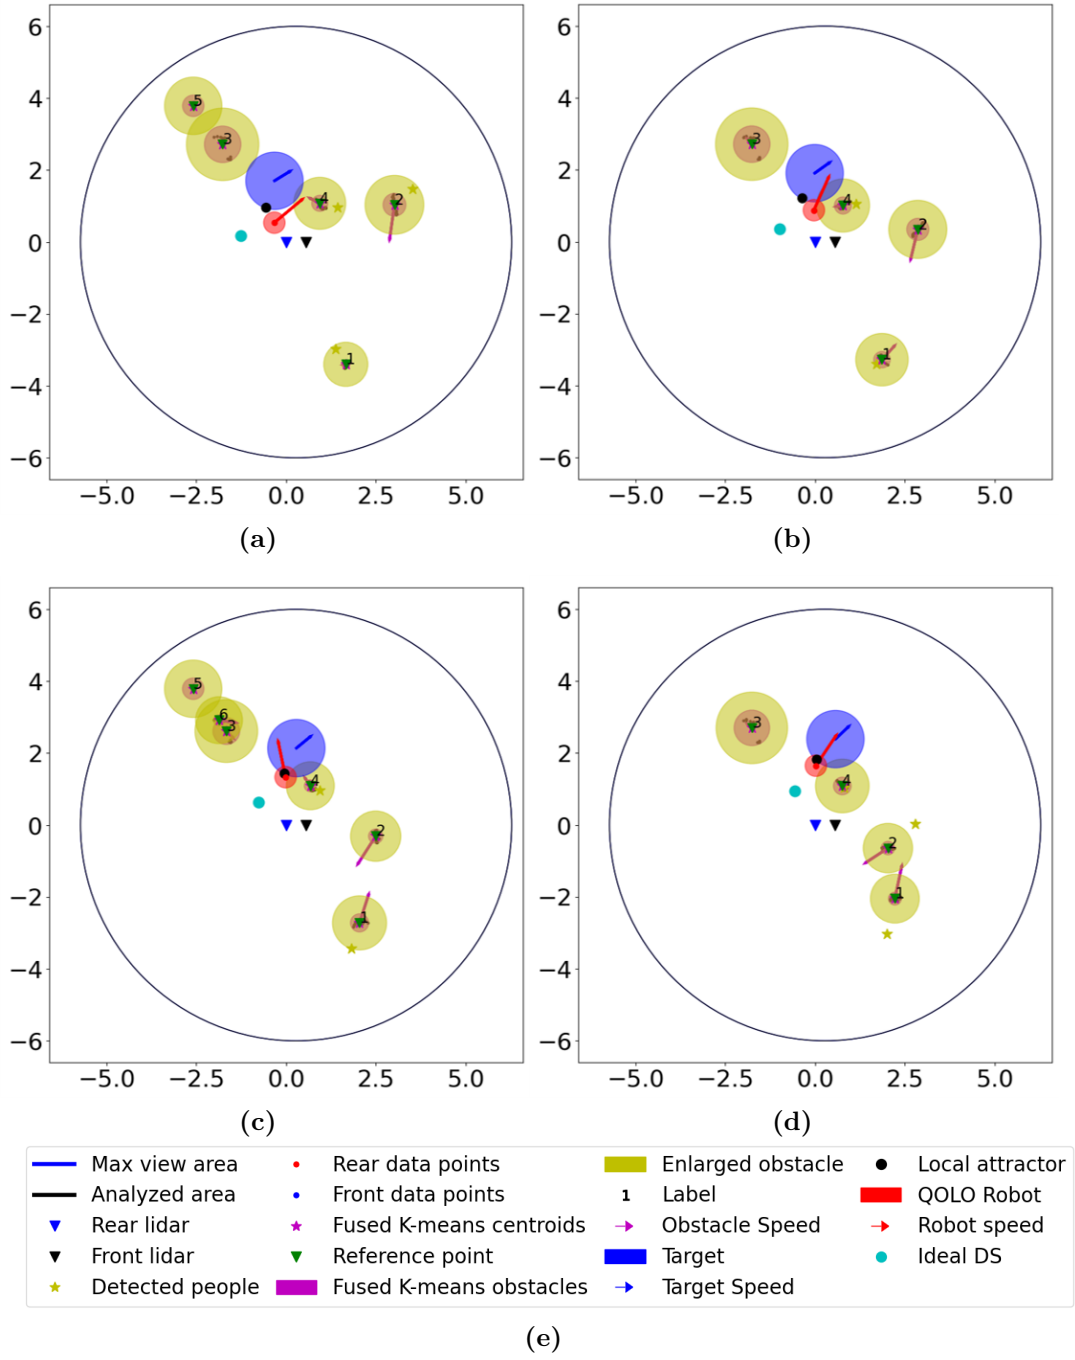 6
4
2
0
−2
−4
−6
−5.0 −2.5 0.0 2.5 5.0
5
3
4
2
1
(a)
6
4
2
0
−2
−4
−6
−5.0 −2.5 0.0 2.5 5.0
3
4
2
1
(b)
6
4
2
0
−2
−4
−6
−5.0 −2.5 0.0 2.5 5.0
5
6
3
4
2
1
(c)
6
4
2
0
−2
−4
−6
−5.0 −2.5 0.0 2.5 5.0
3
4
2
1
(d)
Max view area
Analyzed area
Rear lidar
Front lidar
Detected people
Rear data points
Front data points
Fused K-means centroids
Reference point
Fused K-means obstacles
Enlarged obstacle
1 Label
Obstacle Speed
Target
Target Speed
Local attractor
QOLO Robot
Robot speed
Ideal DS
(e)